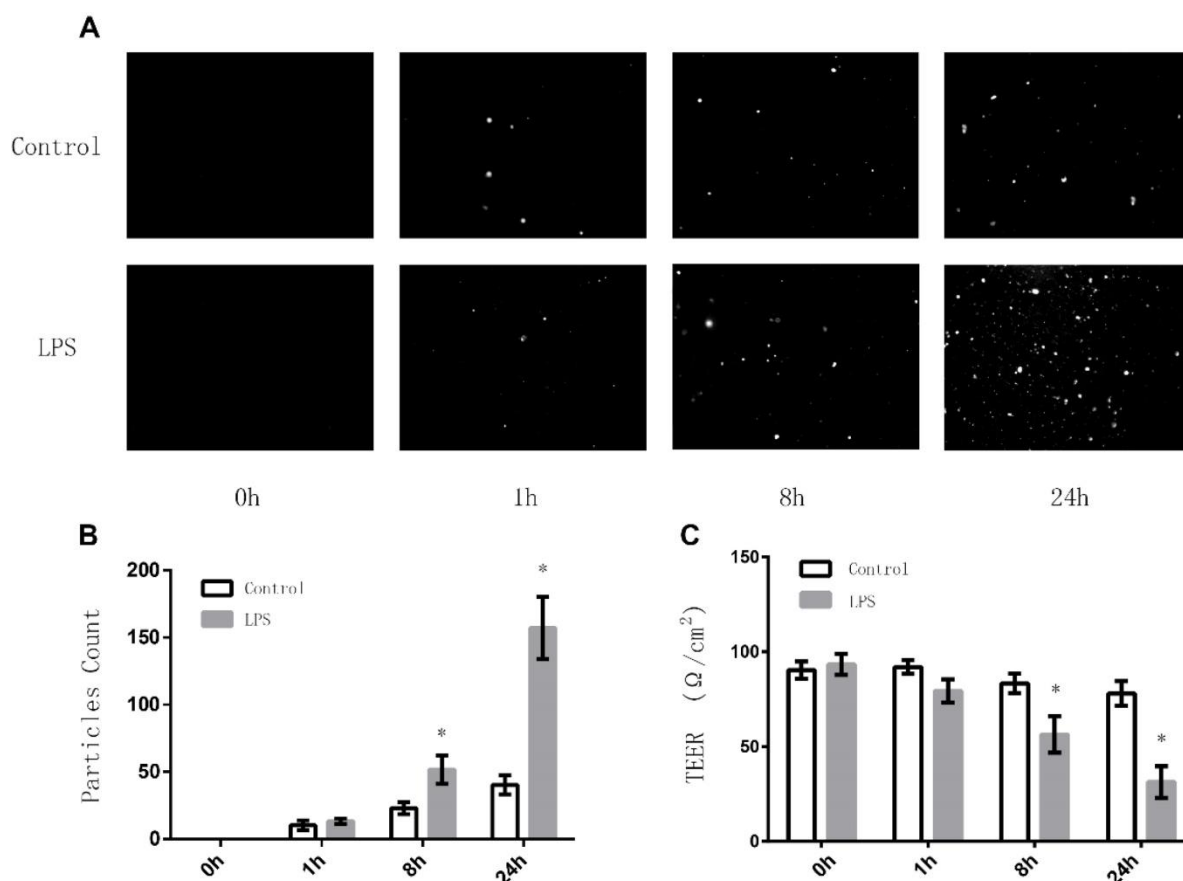 A
Control
LPS
0h 1h 8h 24h
B
200
150
100
50
0
Particles Count
Control
LPS
*
*
0h 1h 8h 24h
C
150
100
50
0
TEER (Ω/cm²)
Control
LPS
*
*
0h 1h 8h 24h